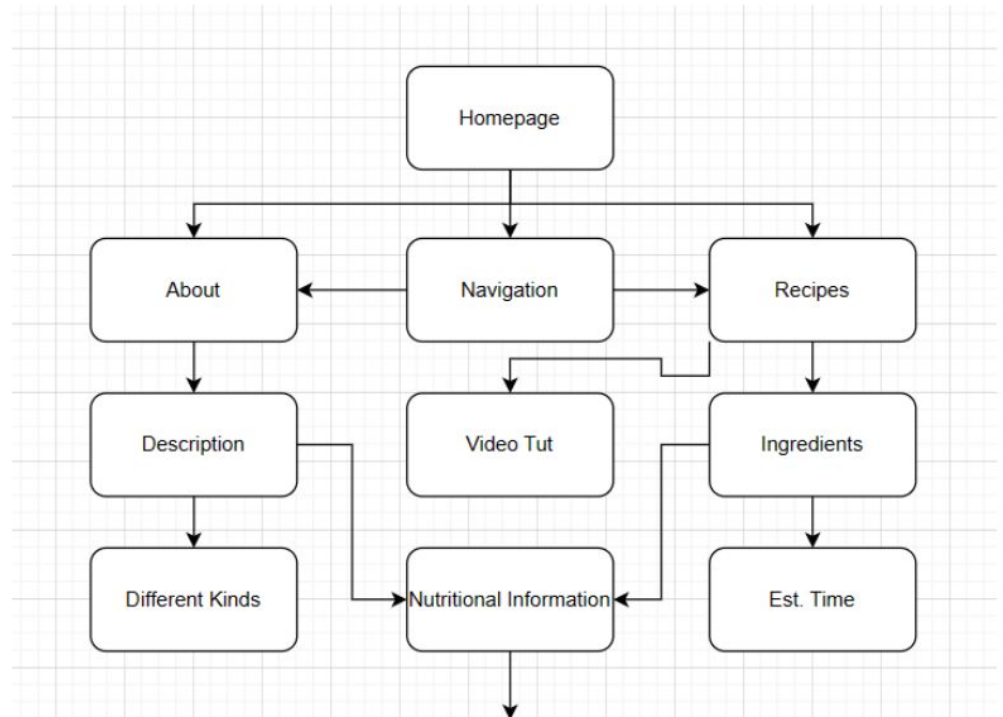 Homepage
About
Navigation
Recipes
Description
Video Tut
Ingredients
Different Kinds
Nutritional Information
Est. Time